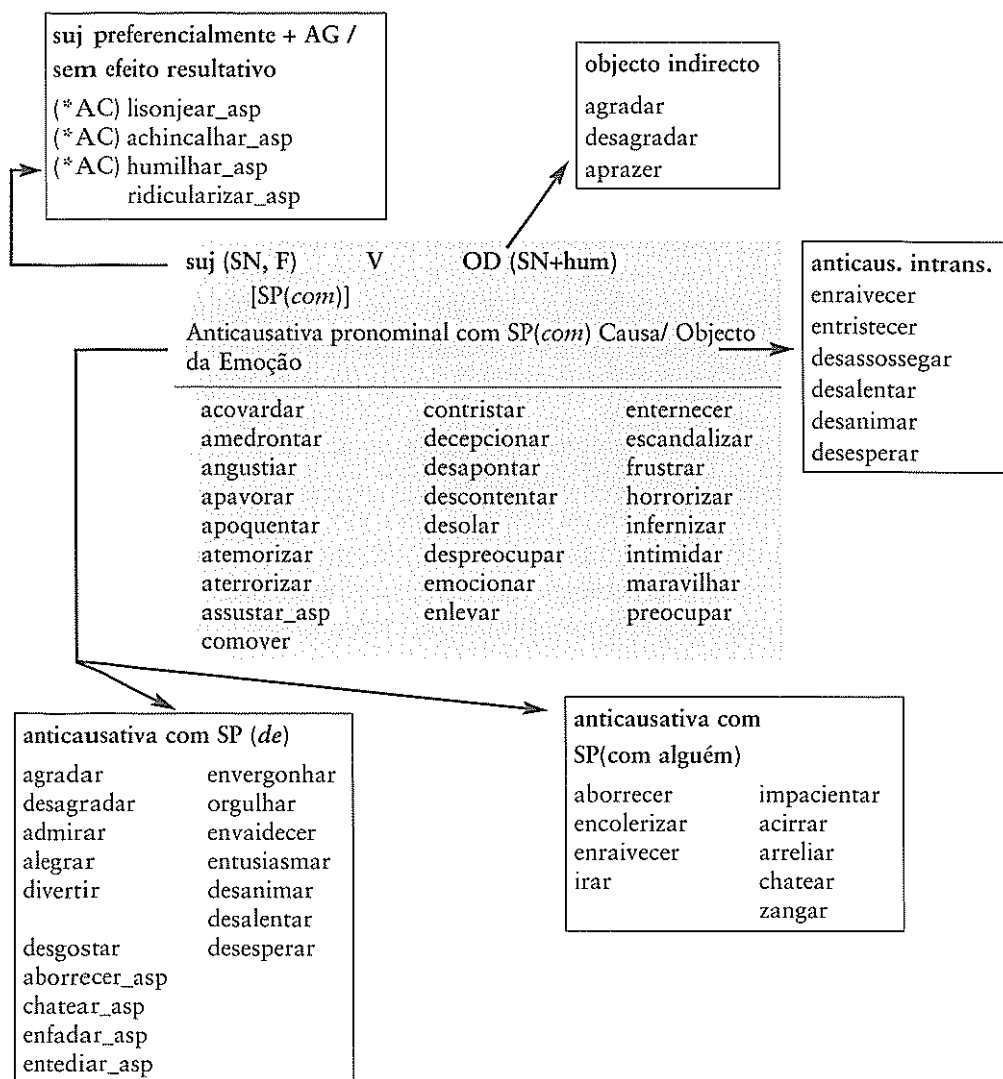 suj preferencialmente + AG /
sem efeito resultativo
(*AC) lisonjear_asp
(*AC) achincalhar_asp
(*AC) humilhar_asp
ridicularizar_asp
objecto indirecto
agradar
desagradar
aprazer
suj (SN, F) V OD (SN+hum)
[SP(com)]
Anticausativa pronominal com SP(com) Causa/ Objecto
da Emoção
anticaus. intrans.
enraivecer
entristecer
desassossegar
desalentar
desanimar
desesperar
acovardar contristar enternecer
amedrontar decepcionar escandalizar
angustiar desapontar frustrar
apavorar descontentar horrorizar
apoquentar desolar infernizar
atemorizar despreocupar intimidar
aterrorizar emocionar maravilhar
assustar_asp enlevar preocupar
comover
anticausativa com SP (de)
agradar envergonhar
desagradar orgulhar
admirar envaidecer
alegrar entusiasmar
divertir desanimar
desalentar
desgostar desesperar
aborrecer_asp
chatear_asp
enfadar_asp
entediar_asp
anticausativa com
SP(com alguém)
aborrecer impacientar
encolerizar acirrar
enraivecer arreliar
irar chatear
zangar